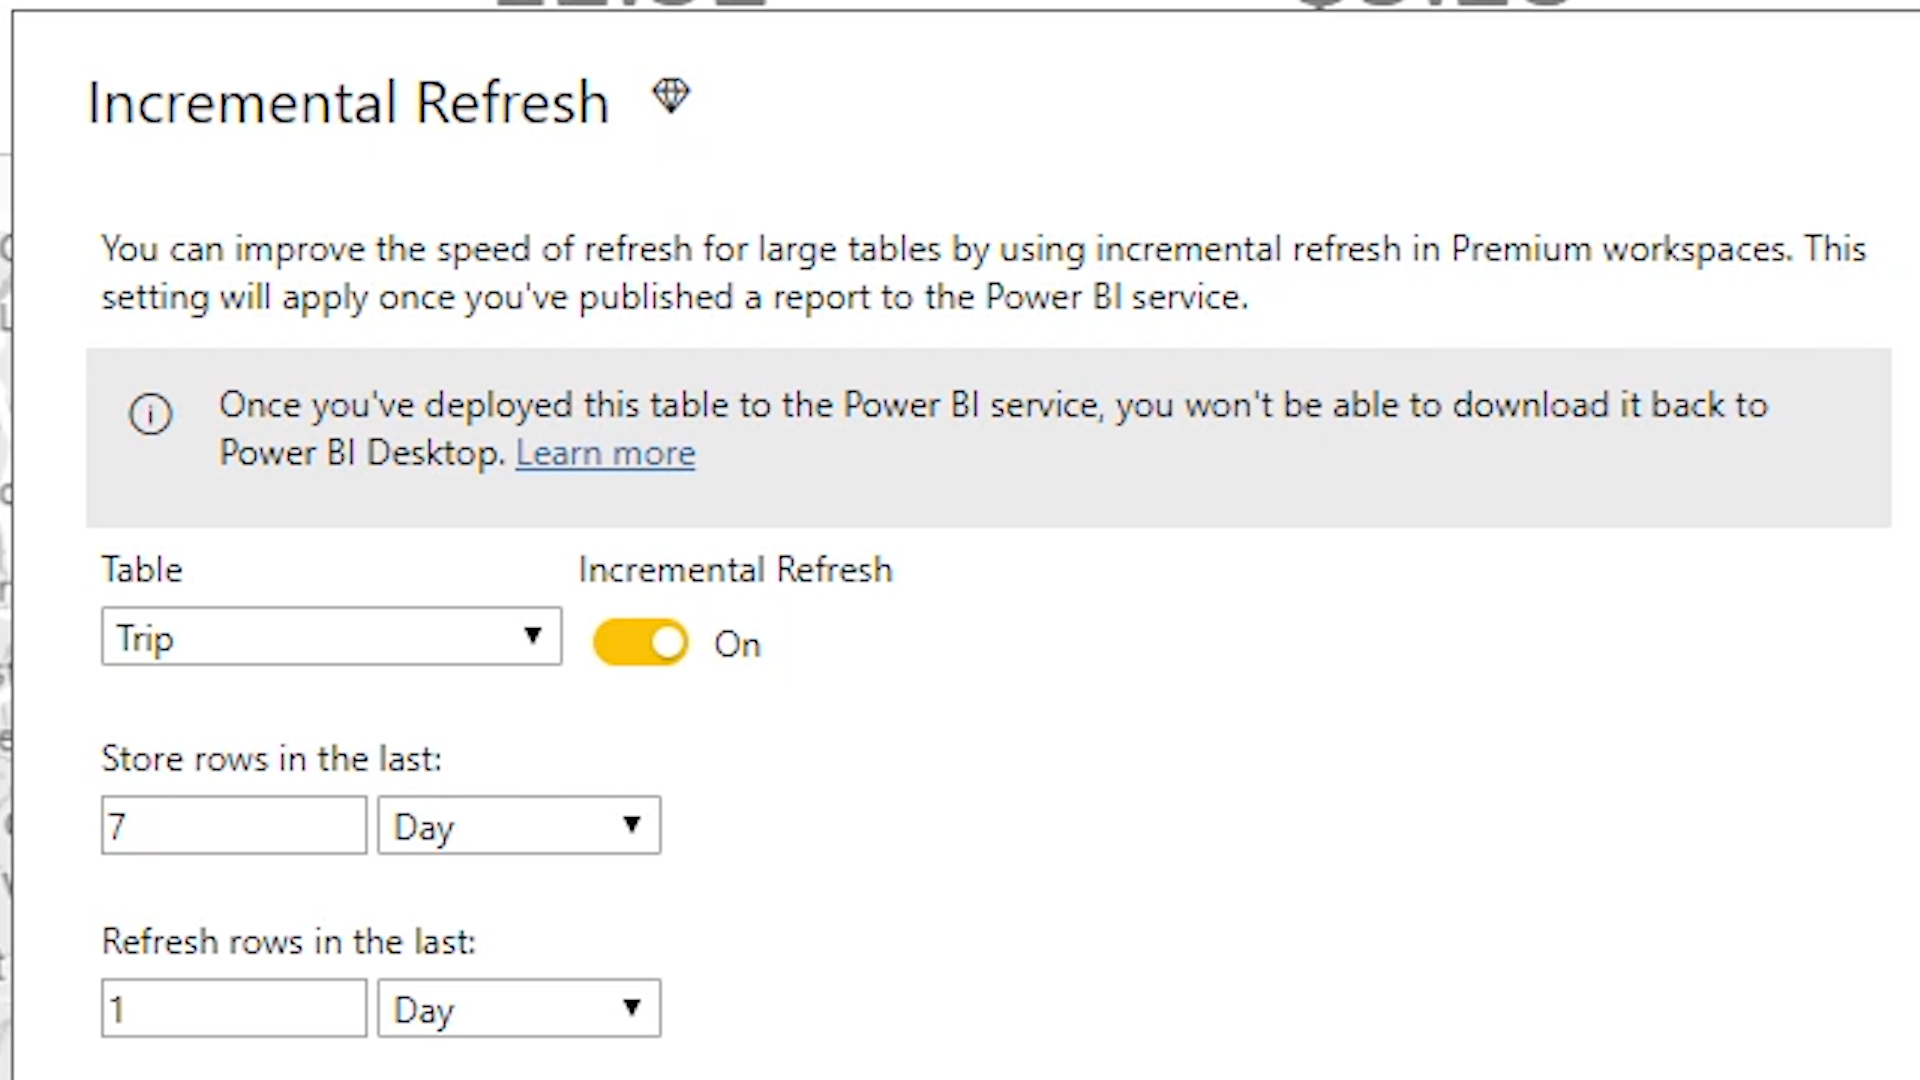 Incremental Refresh
You can improve the speed of refresh for large tables by using incremental refresh in Premium workspaces. This
setting will apply once you've published a report to the Power BI service.
Once you've deployed this table to the Power BI service, you won't be able to download it back to
Power BI Desktop. Learn more
Table
Incremental Refresh
Trip
On
Store rows in the last:
7
Day
Refresh rows in the last:
1
Day